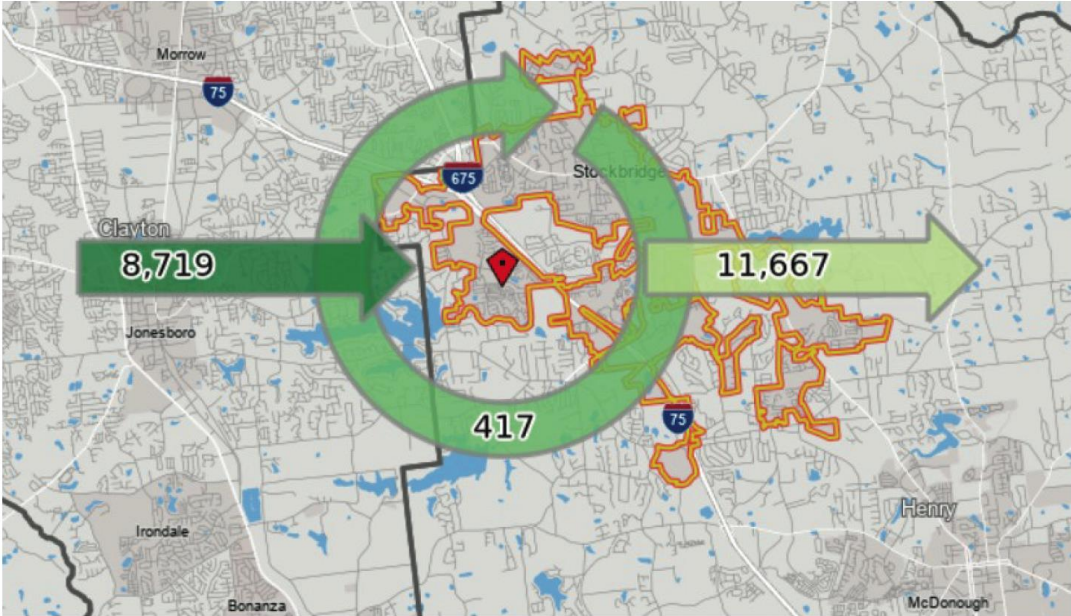 Morrow
75
Stockbridge
675
Clayton
8,719
11,667
Jonesboro
417
75
Henry
Irondale
Bonanza
McDonough